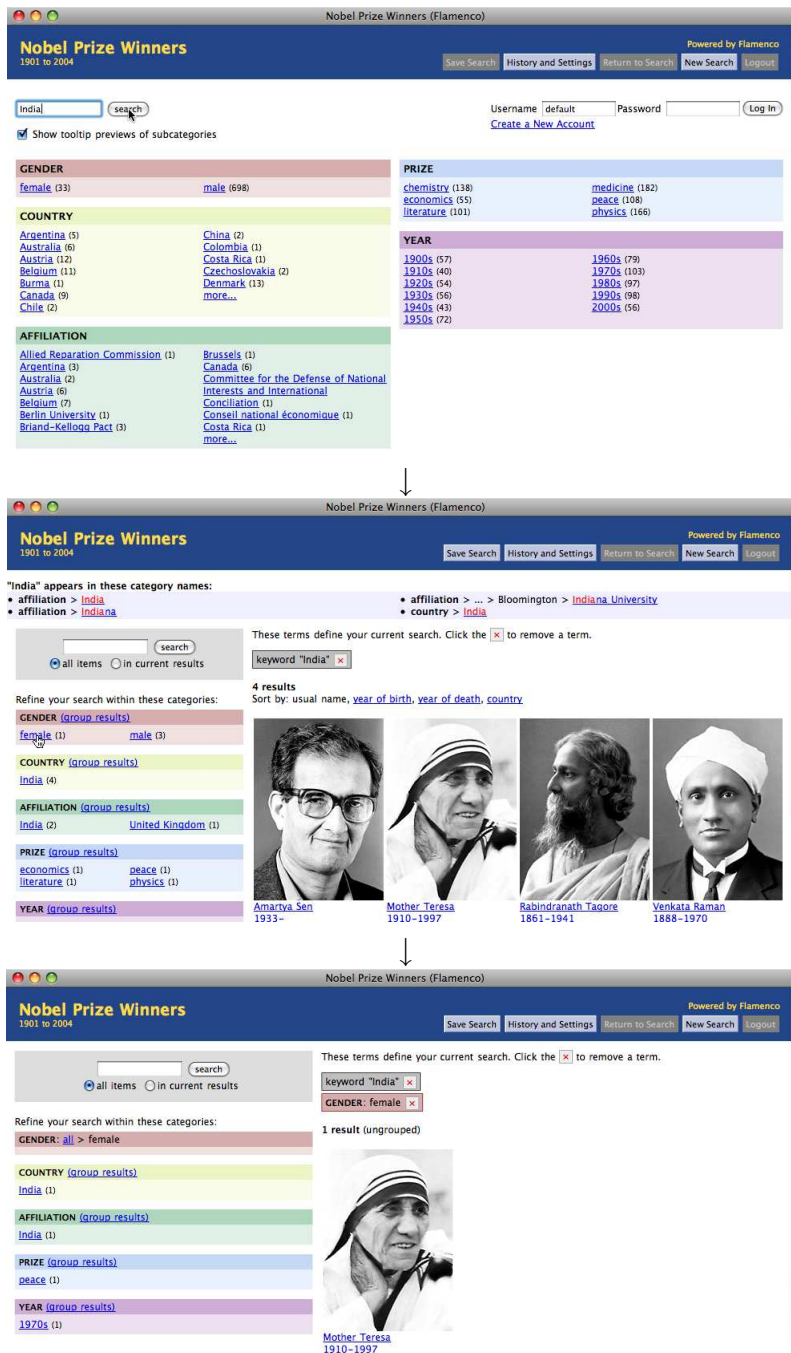 Nobel Prize Winners (Flamenco)
Nobel Prize Winners
1901 to 2004
Powered by Flamenco
Save Search History and Settings Return to Search New Search Logout
India search
Username default Password Log In
Create a New Account
Show tooltip previews of subcategories
GENDER
female (33) male (698)
COUNTRY
Argentina (5) China (2)
Australia (6) Colombia (1)
Austria (12) Costa Rica (1)
Belgium (11) Czechoslovakia (2)
Burma (1) Denmark (13)
Canada (9) more...
Chile (2)
AFFILIATION
Allied Reparation Commission (1) Brussels (1)
Argentina (3) Canada (6)
Australia (2) Committee for the Defense of National
Austria (6) Interests and International
Belgium (7) Conciliation (1)
Berlin University (1) Conseil national économique (1)
Briand-Kellogg Pact (3) Costa Rica (1)
more...
PRIZE
chemistry (138) medicine (182)
economics (55) peace (108)
literature (101) physics (166)
YEAR
1900s (57) 1960s (79)
1910s (40) 1970s (103)
1920s (54) 1980s (97)
1930s (56) 1990s (98)
1940s (43) 2000s (56)
1950s (72)
Nobel Prize Winners (Flamenco)
Nobel Prize Winners
1901 to 2004
Powered by Flamenco
Save Search History and Settings Return to Search New Search Logout
"India" appears in these category names:
• affiliation > India • affiliation > ... > Bloomington > Indiana University
• affiliation > Indiana • country > India
search
all items in current results
Refine your search within these categories:
GENDER (group results)
female (1) male (3)
COUNTRY (group results)
India (4)
AFFILIATION (group results)
India (2) United Kingdom (1)
PRIZE (group results)
economics (1) peace (1)
literature (1) physics (1)
YEAR (group results)
These terms define your current search. Click the × to remove a term.
keyword "India" ×
4 results
Sort by: usual name, year of birth, year of death, country
Amartya Sen Mother Teresa Rabindranath Tagore Venkata Raman
1933- 1910-1997 1861-1941 1888-1970
Nobel Prize Winners (Flamenco)
Nobel Prize Winners
1901 to 2004
Powered by Flamenco
Save Search History and Settings Return to Search New Search Logout
search
all items in current results
Refine your search within these categories:
GENDER: all > female
COUNTRY (group results)
India (1)
AFFILIATION (group results)
India (1)
PRIZE (group results)
peace (1)
YEAR (group results)
1970s (1)
These terms define your current search. Click the × to remove a term.
keyword "India" ×
GENDER: female ×
1 result (ungrouped)
Mother Teresa
1910-1997